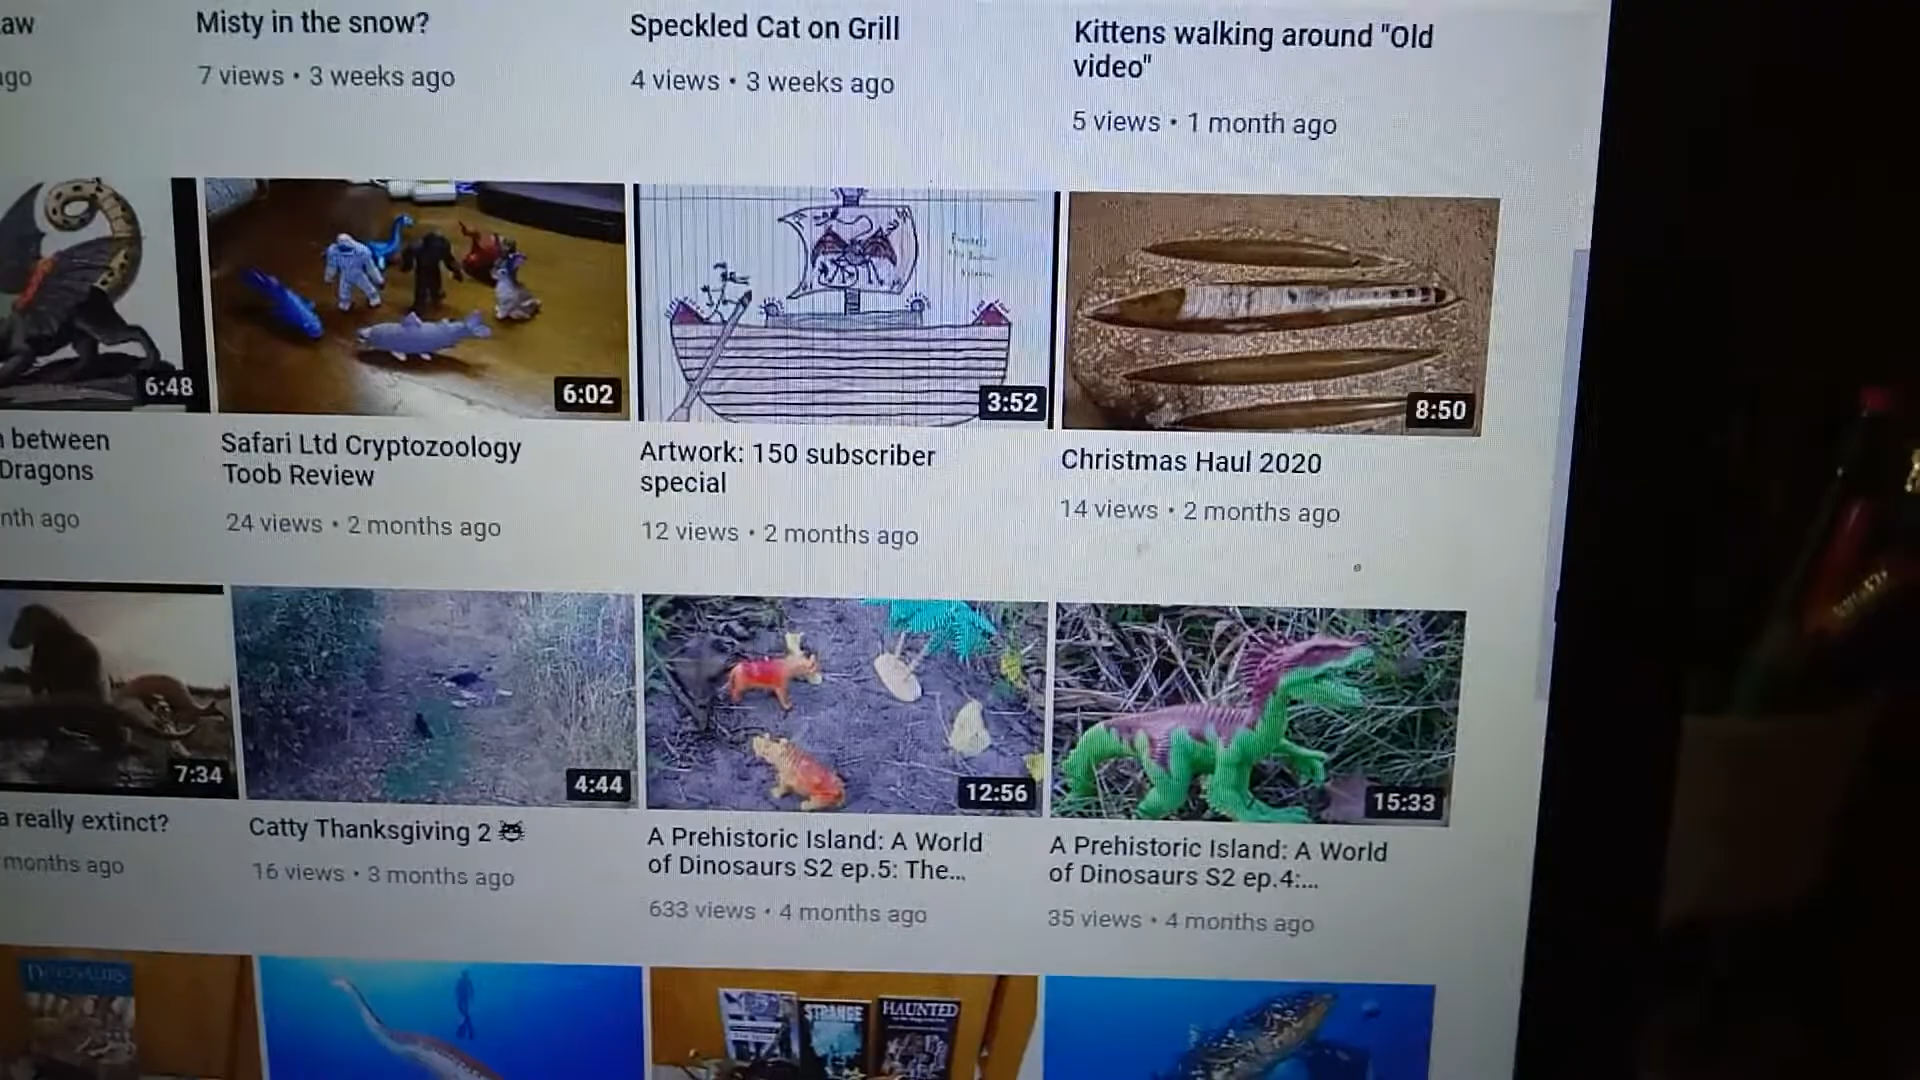 aw
Misty in the snow?
Speckled Cat on Grill
Kittens walking around "Old
video"
ago
7 views • 3 weeks ago
4 views • 3 weeks ago
5 views • 1 month ago
6:48
6:02
3:52
8:50
between
Dragons
Safari Ltd Cryptozoology
Toob Review
Artwork: 150 subscriber
special
Christmas Haul 2020
nth ago
24 views • 2 months ago
12 views • 2 months ago
14 views • 2 months ago
7:34
4:44
12:56
15:33
a really extinct?
Catty Thanksgiving 2
A Prehistoric Island: A World
of Dinosaurs S2 ep.5: The...
A Prehistoric Island: A World
of Dinosaurs S2 ep.4:...
months ago
16 views • 3 months ago
633 views • 4 months ago
35 views • 4 months ago
DINOSAURS
STRANGE
HAUNTED